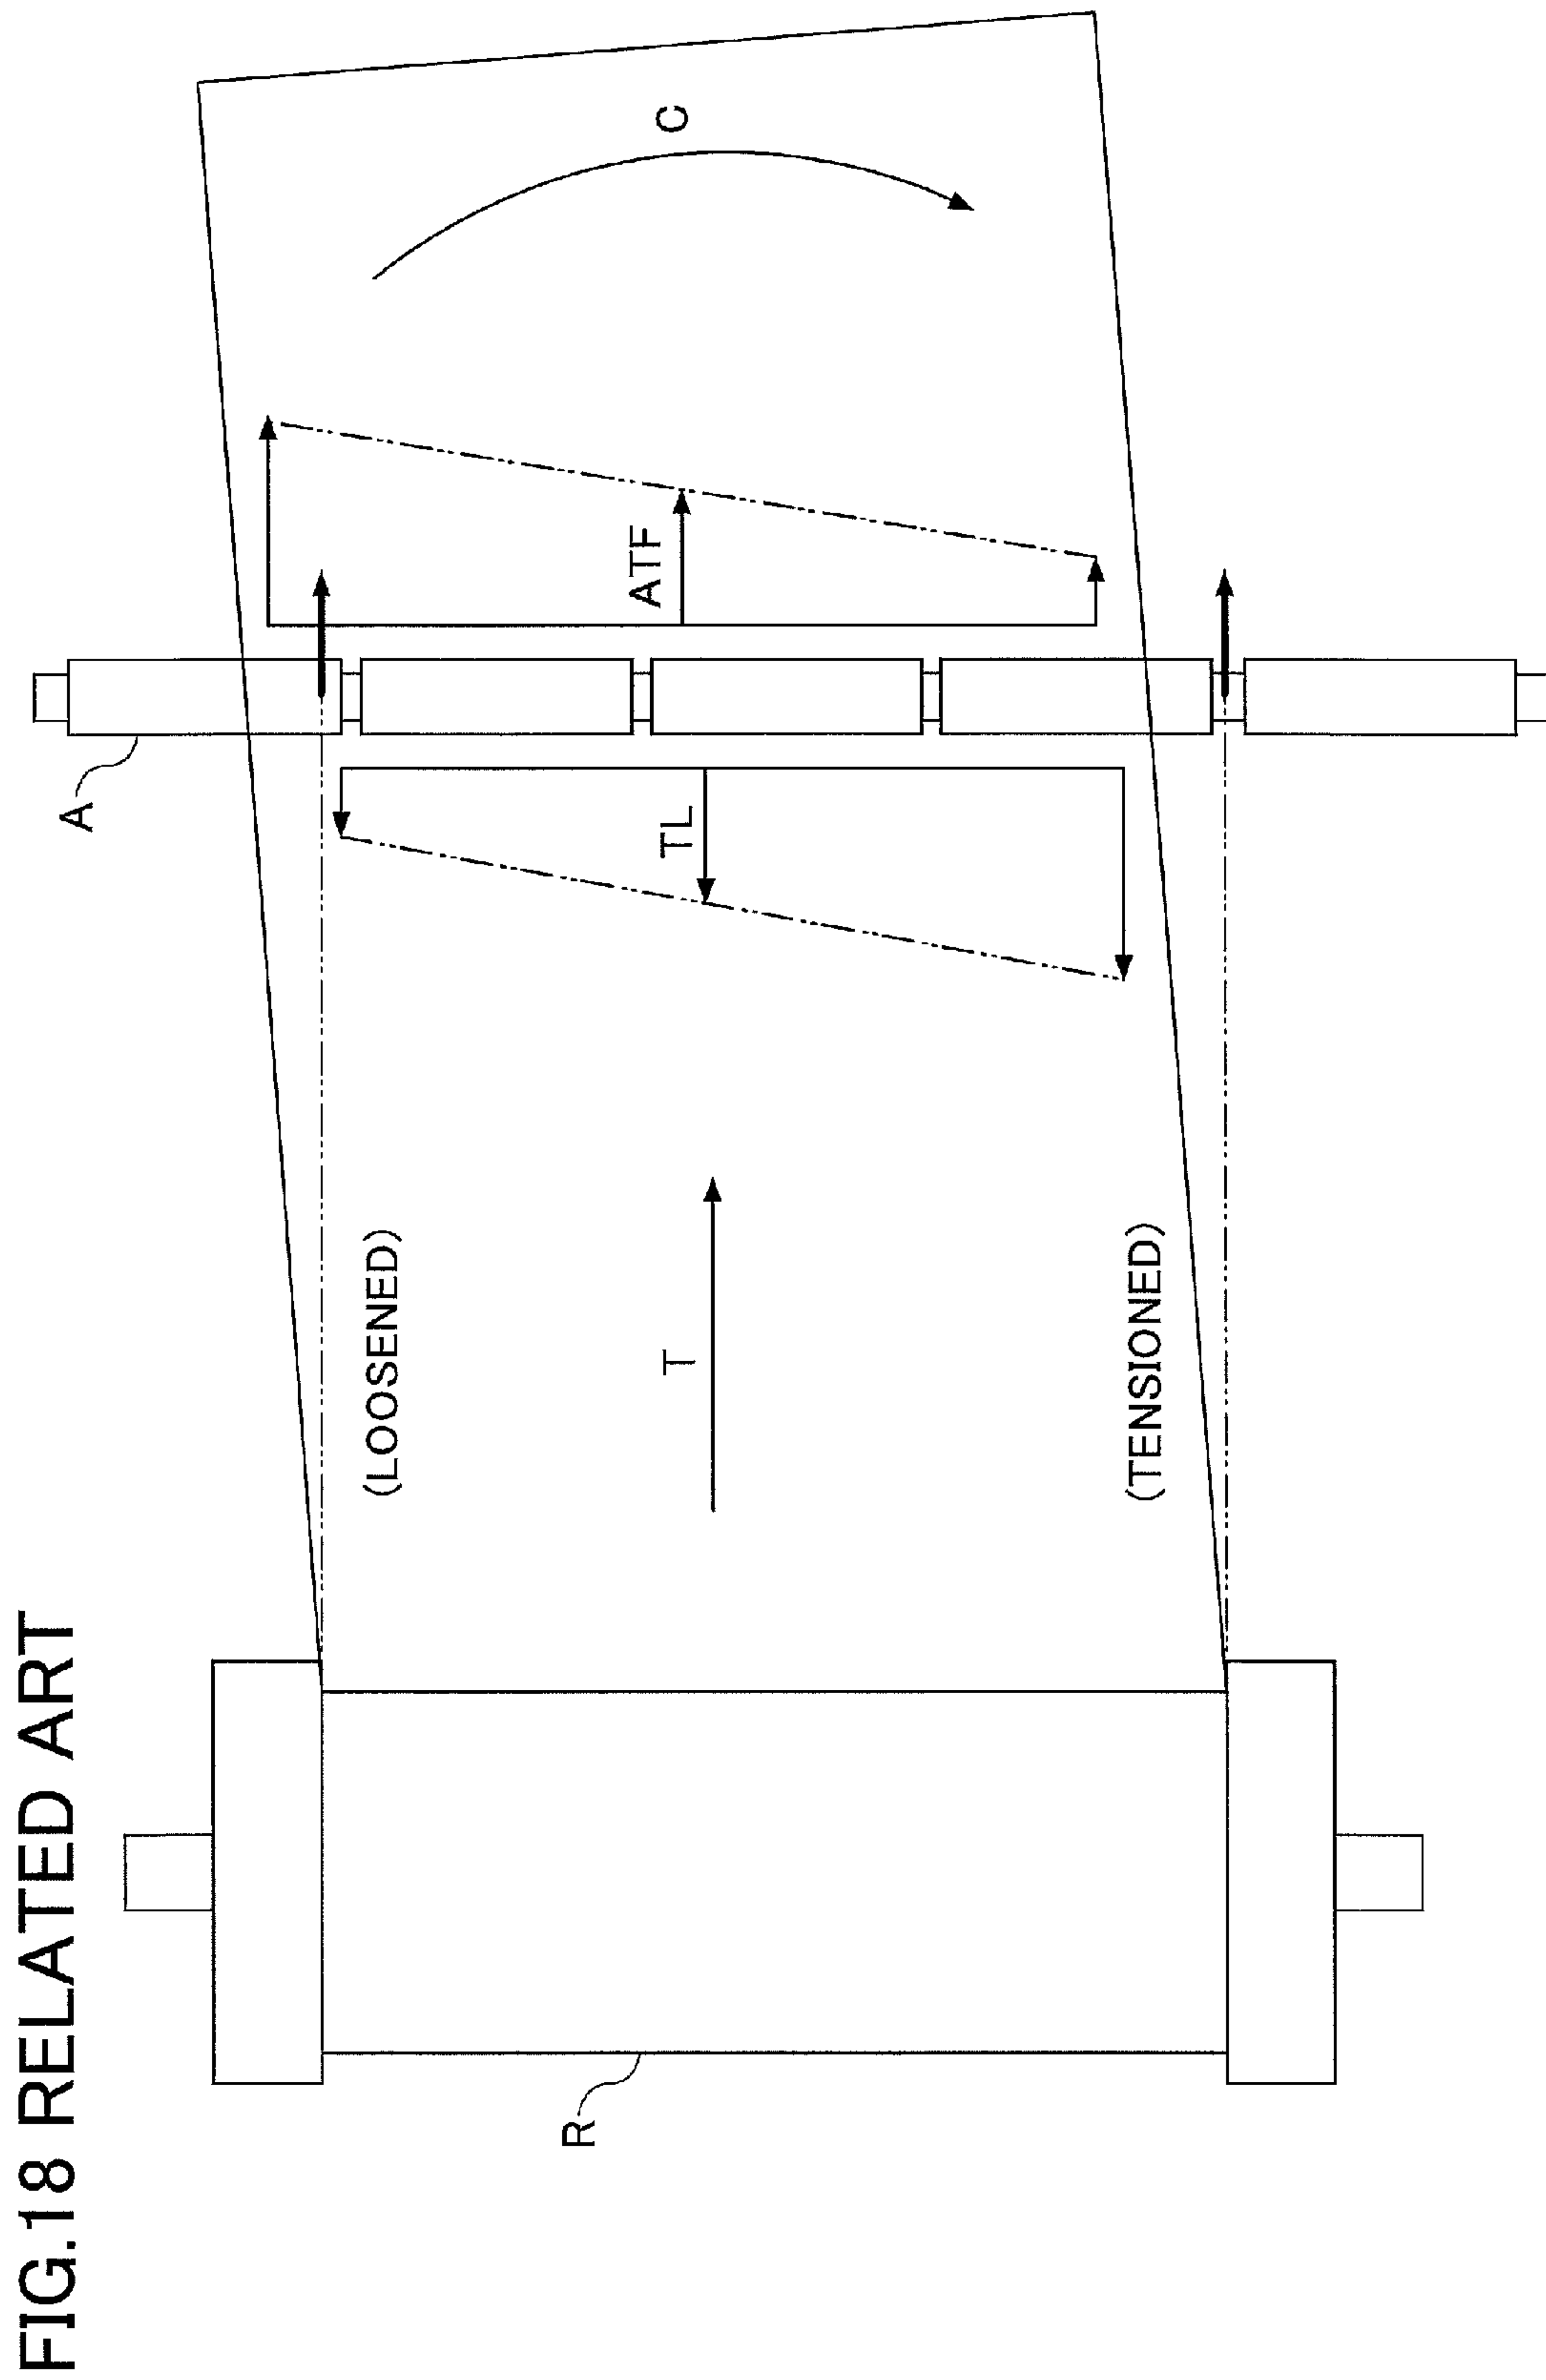 FIG.18 RELATED ART
R
(LOOSENED)
T
(TENSIONED)
A
TL
ATF
C